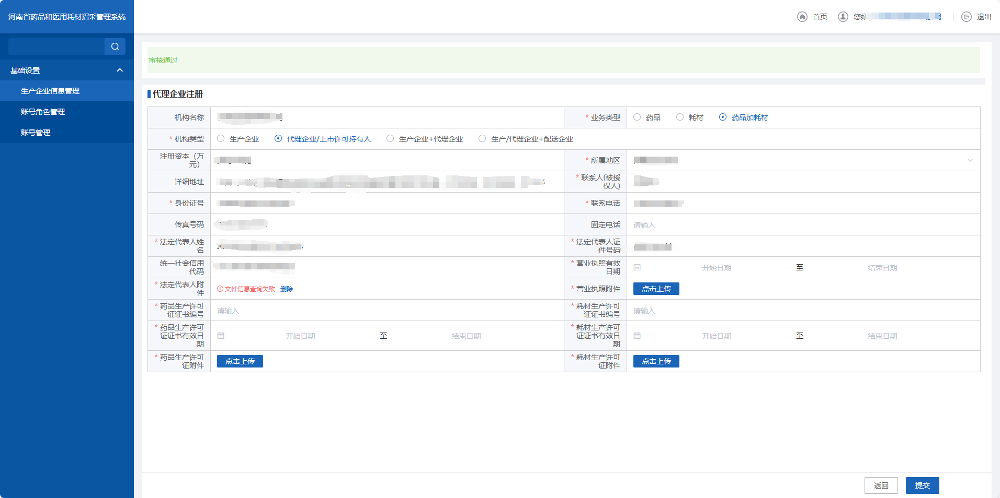 河南省药品和医用耗材招采管理系统
首页
您好
退出
基础设置
生产企业信息管理
账号角色管理
账号管理
审核通过
代理企业注册
机构名称
* 业务类型
药品
耗材
药品加耗材
* 机构类型
生产企业
代理企业/上市许可持有人
生产企业+代理企业
生产/代理企业+配送企业
注册资本（万
元）
* 所属地区
详细地址
* 联系人(被授
权人)
* 身份证号
* 联系电话
传真号码
固定电话
请输入
* 法定代表人姓
名
* 法定代表人证
件号码
统一社会信用
代码
* 营业执照有效
日期
开始日期
至
结束日期
* 法定代表人附
件
文件信息查询失败 删除
* 营业执照附件
点击上传
* 药品生产许可
证证书编号
请输入
* 耗材生产许可
证证书编号
请输入
* 药品生产许可
证证书有效日
期
开始日期
至
结束日期
* 耗材生产许可
证证书有效日
期
开始日期
至
结束日期
* 药品生产许可
证附件
点击上传
* 耗材生产许可
证附件
点击上传
返回
提交